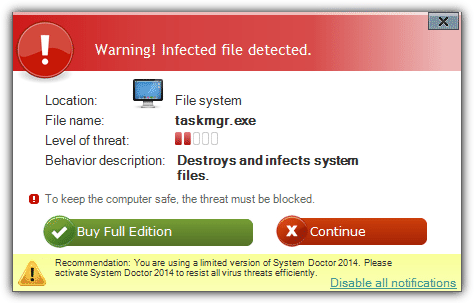 Warning! Infected file detected.
Location: File system
File name: taskmgr.exe
Level of threat:
Behavior description: Destroys and infects system
files.
To keep the computer safe, the threat must be blocked.
Buy Full Edition
Continue
Recommendation: You are using a limited version of System Doctor 2014. Please
activate System Doctor 2014 to resist all virus threats efficiently.
Disable all notifications